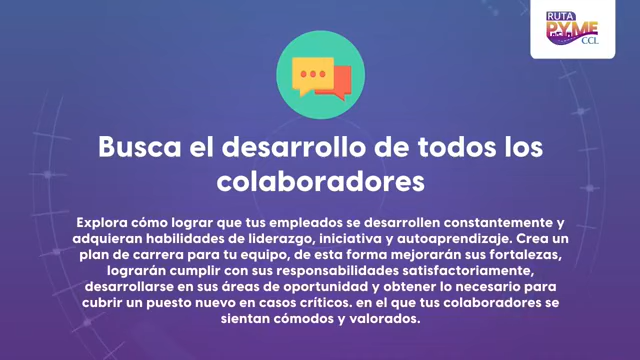 RUTA
PYME
CCL
Busca el desarrollo de todos los
colaboradores
Explora cómo lograr que tus empleados se desarrollen constantemente y
adquieran habilidades de liderazgo, iniciativa y autoaprendizaje. Crea un
plan de carrera para tu equipo, de esta forma mejorarán sus fortalezas,
lograrán cumplir con sus responsabilidades satisfactoriamente,
desarrollarse en sus áreas de oportunidad y obtener lo necesario para
cubrir un puesto nuevo en casos críticos. en el que tus colaboradores se
sientan cómodos y valorados.